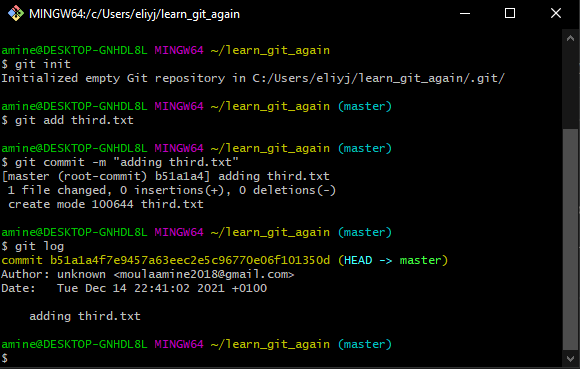 MINGW64:/c/Users/eliyj/learn_git_again
amine@DESKTOP-GNHDL8L MINGW64 ~/learn_git_again
$ git init
Initialized empty Git repository in C:/Users/eliyj/learn_git_again/.git/
amine@DESKTOP-GNHDL8L MINGW64 ~/learn_git_again (master)
$ git add third.txt
amine@DESKTOP-GNHDL8L MINGW64 ~/learn_git_again (master)
$ git commit -m "adding third.txt"
[master (root-commit) b51a1a4] adding third.txt
1 file changed, 0 insertions(+), 0 deletions(-)
create mode 100644 third.txt
amine@DESKTOP-GNHDL8L MINGW64 ~/learn_git_again (master)
$ git log
commit b51a1a4f7e9457a63eec2e5c96770e06f101350d (HEAD -> master)
Author: unknown <moulaamine2018@gmail.com>
Date:   Tue Dec 14 22:41:02 2021 +0100
adding third.txt
amine@DESKTOP-GNHDL8L MINGW64 ~/learn_git_again (master)
$